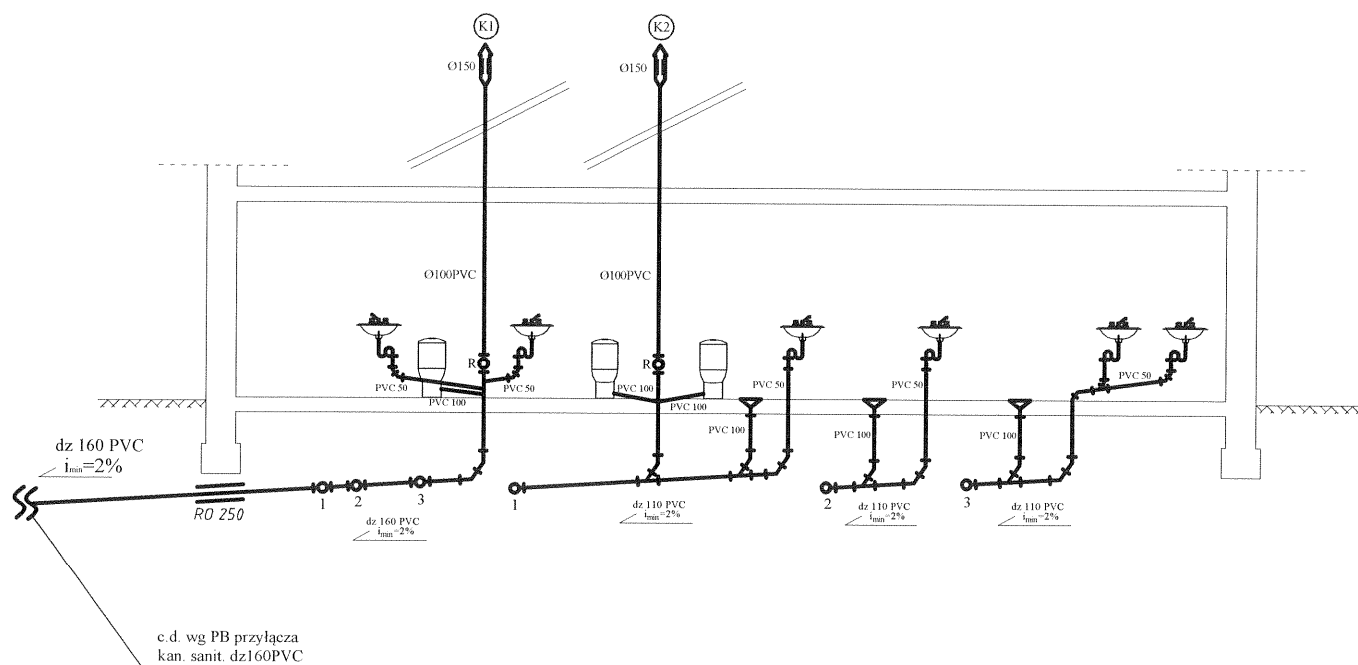 K1
K2
Ø150
Ø150
Ø100PVC
Ø100PVC
R
R
PVC 50
PVC 50
PVC 100
PVC 100
PVC 100
PVC 50
PVC 50
PVC 50
PVC 100
PVC 100
PVC 100
dz 160 PVC
imin=2%
RO 250
1
2
3
1
2
3
dz 160 PVC
imin=2%
dz 110 PVC
imin=2%
dz 110 PVC
imin=2%
dz 110 PVC
imin=2%
c.d. wg PB przyłącza
kan. sanit. dz160PVC